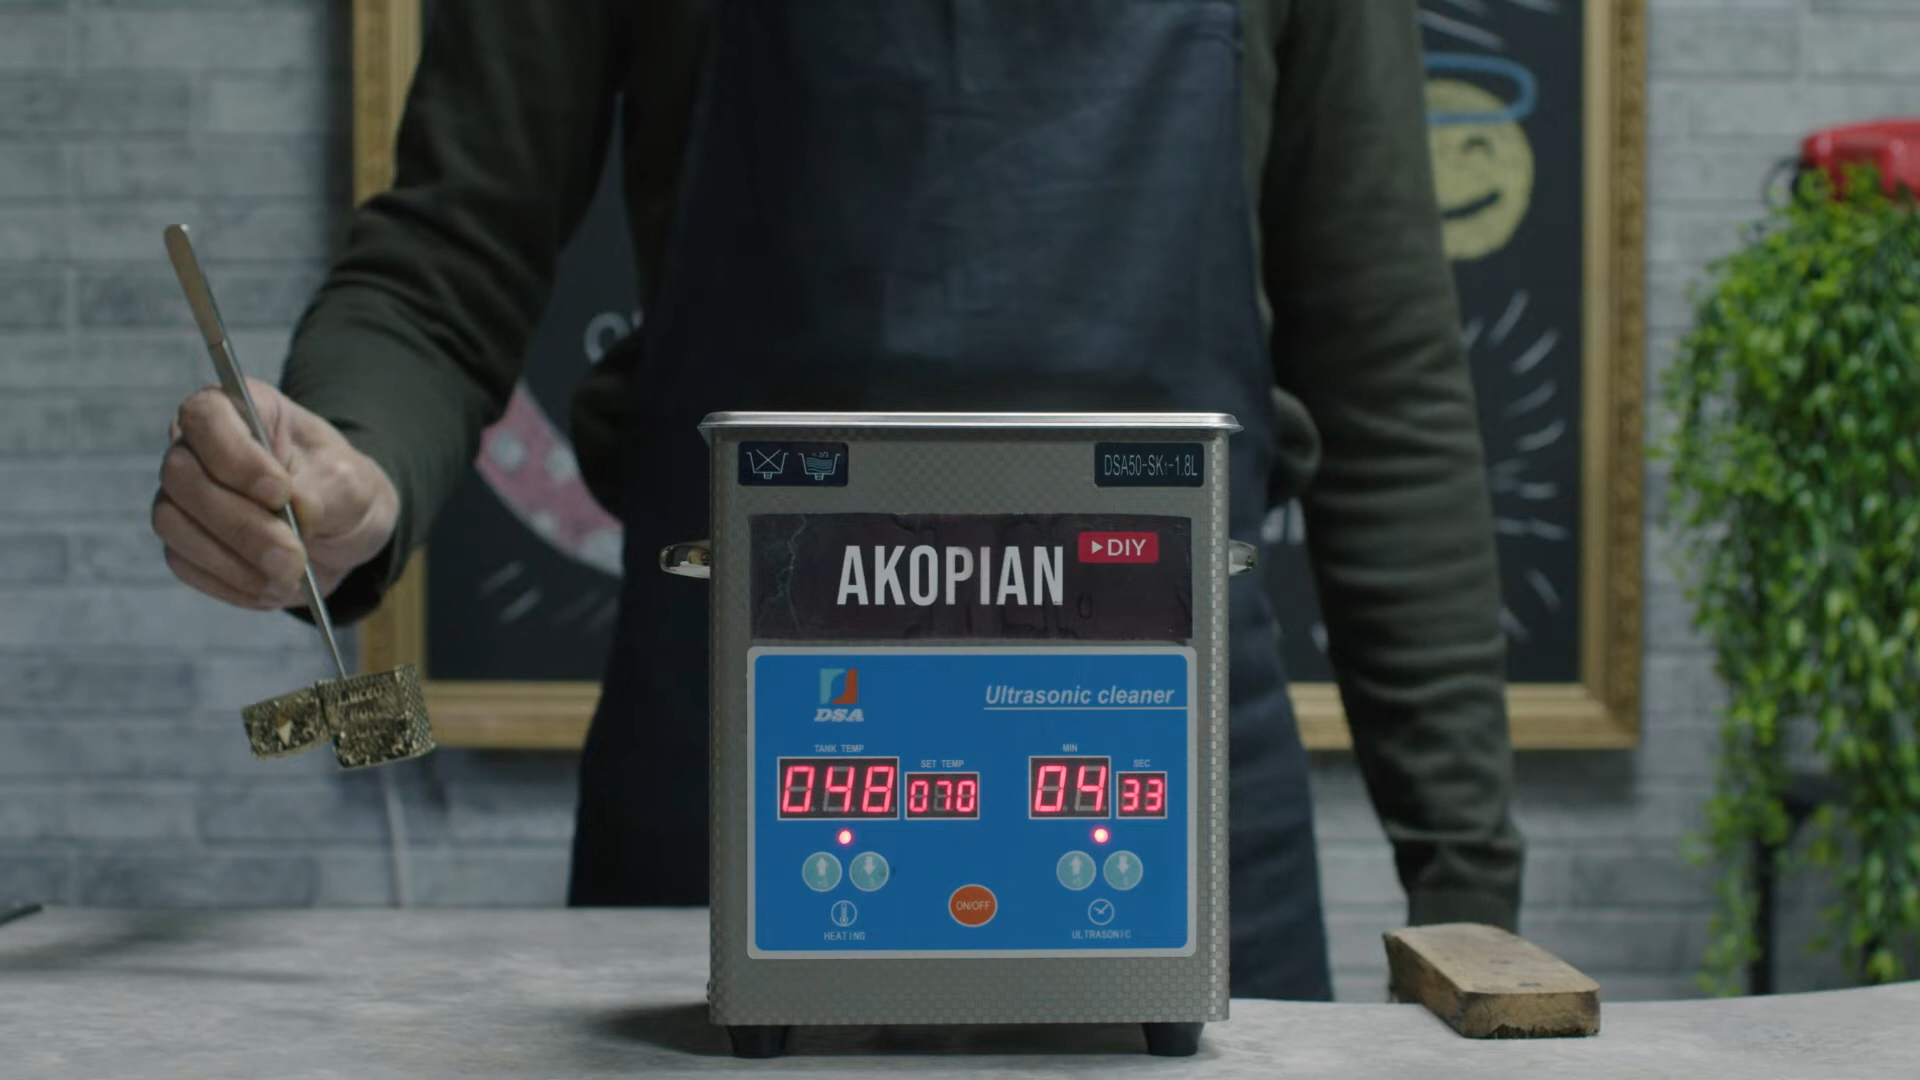 DSA50-SK1-1.8L
AKOPIAN
DIY
DSA
Ultrasonic cleaner
TANK TEMP
SET TEMP
MIN
SEC
048
070
04
33
ON/OFF
HEATING
ULTRASONIC